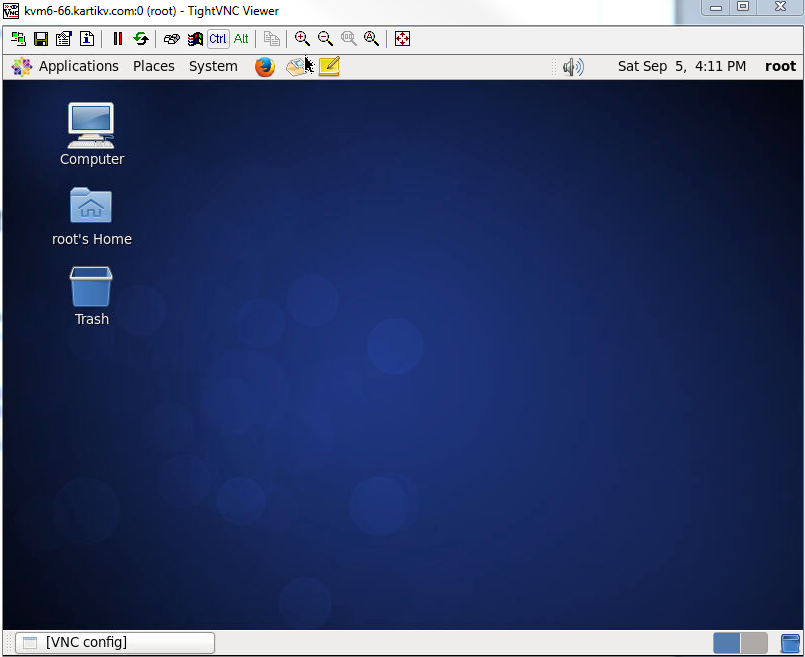 kvm6-66.kartikv.com:0 (root) - TightVNC Viewer
Ctrl Alt
Applications Places System Sat Sep 5, 4:11 PM root
Computer
root's Home
Trash
[VNC config]